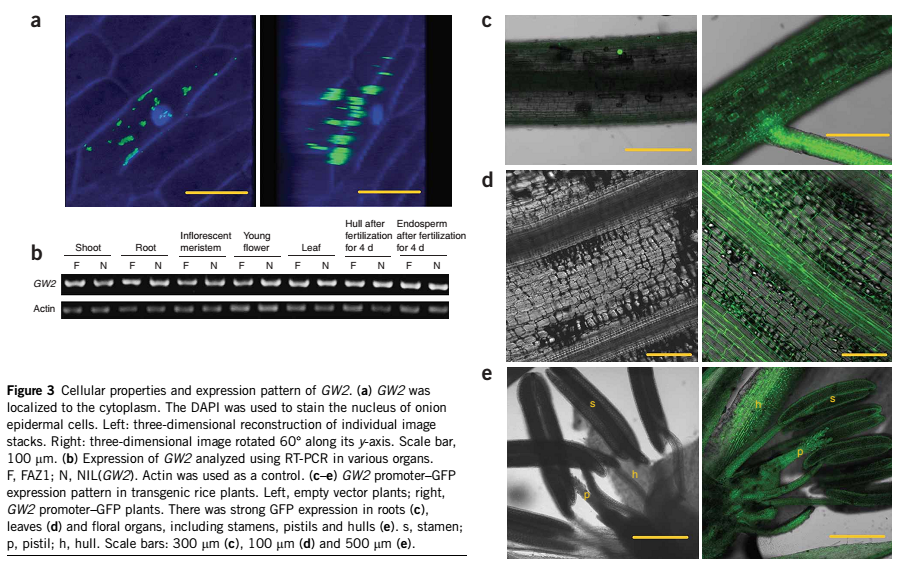 a
b
Shoot
Root
Inflorescent
meristem
Young
flower
Leaf
Hull after
fertilization
for 4 d
Endosperm
after fertilization
for 4 d
F N F N F N F N F N F N F N
GW2
Actin
Figure 3 Cellular properties and expression pattern of GW2. (a) GW2 was
localized to the cytoplasm. The DAPI was used to stain the nucleus of onion
epidermal cells. Left: three-dimensional reconstruction of individual image
stacks. Right: three-dimensional image rotated 60° along its y-axis. Scale bar,
100 μm. (b) Expression of GW2 analyzed using RT-PCR in various organs.
F, FAZ1; N, NIL(GW2). Actin was used as a control. (c–e) GW2 promoter–GFP
expression pattern in transgenic rice plants. Left, empty vector plants; right,
GW2 promoter–GFP plants. There was strong GFP expression in roots (c),
leaves (d) and floral organs, including stamens, pistils and hulls (e). s, stamen;
p, pistil; h, hull. Scale bars: 300 μm (c), 100 μm (d) and 500 μm (e).
c
d
e
s
h
p
h
s
p